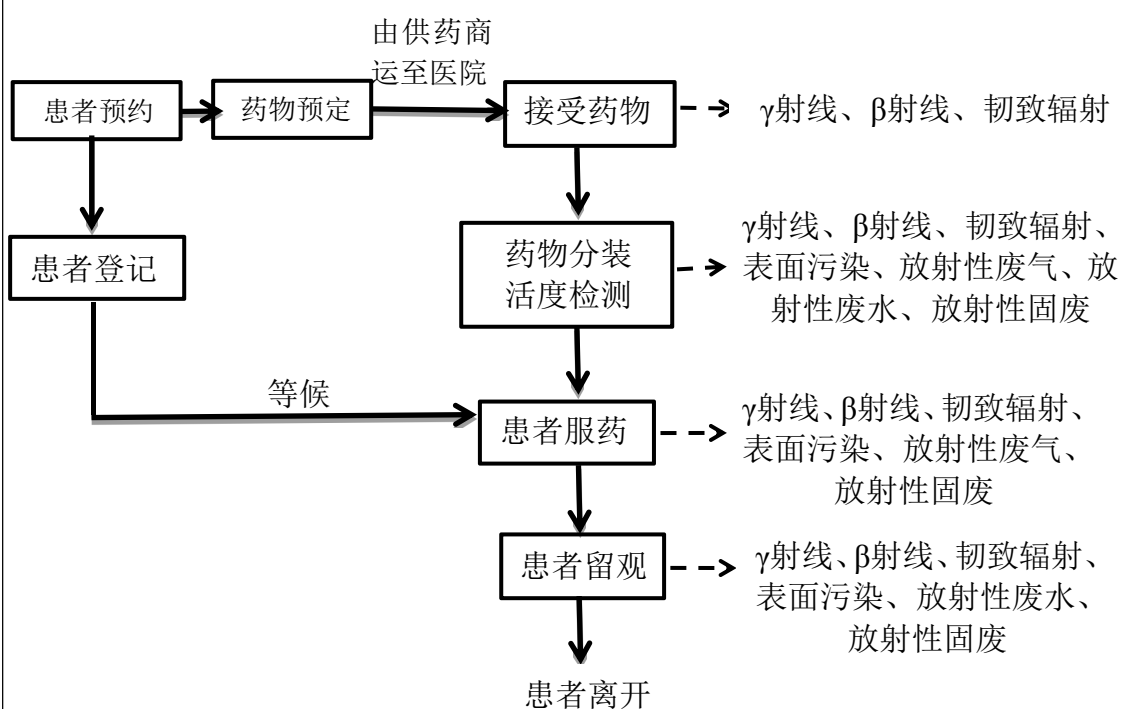 由供药商
运至医院
患者预约
药物预定
接受药物
γ射线、β射线、韧致辐射
患者登记
药物分装
活度检测
γ射线、β射线、韧致辐射、
表面污染、放射性废气、放
射性废水、放射性固废
等候
患者服药
γ射线、β射线、韧致辐射、
表面污染、放射性废气、
放射性固废
患者留观
γ射线、β射线、韧致辐射、
表面污染、放射性废水、
放射性固废
患者离开